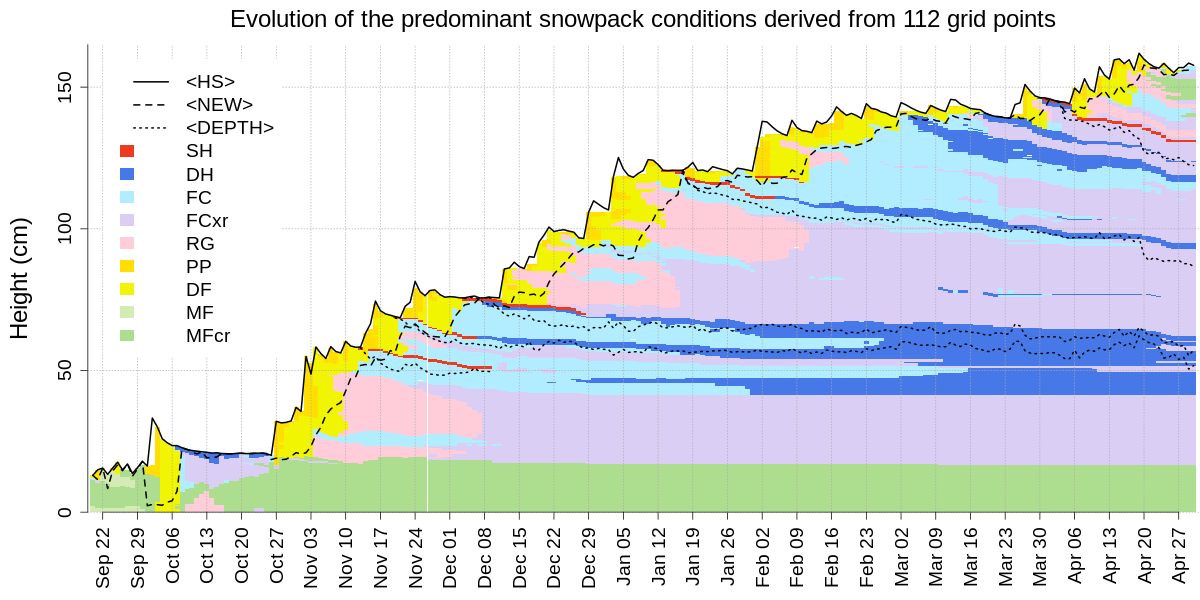 Evolution of the predominant snowpack conditions derived from 112 grid points
Height (cm)
150
100
50
0
<HS>
<NEW>
<DEPTH>
SH
DH
FC
FCxr
RG
PP
DF
MF
MFcr
Sep 22
Sep 29
Oct 06
Oct 13
Oct 20
Oct 27
Nov 03
Nov 10
Nov 17
Nov 24
Dec 01
Dec 08
Dec 15
Dec 22
Dec 29
Jan 05
Jan 12
Jan 19
Jan 26
Feb 02
Feb 09
Feb 16
Feb 23
Mar 02
Mar 09
Mar 16
Mar 23
Mar 30
Apr 06
Apr 13
Apr 20
Apr 27